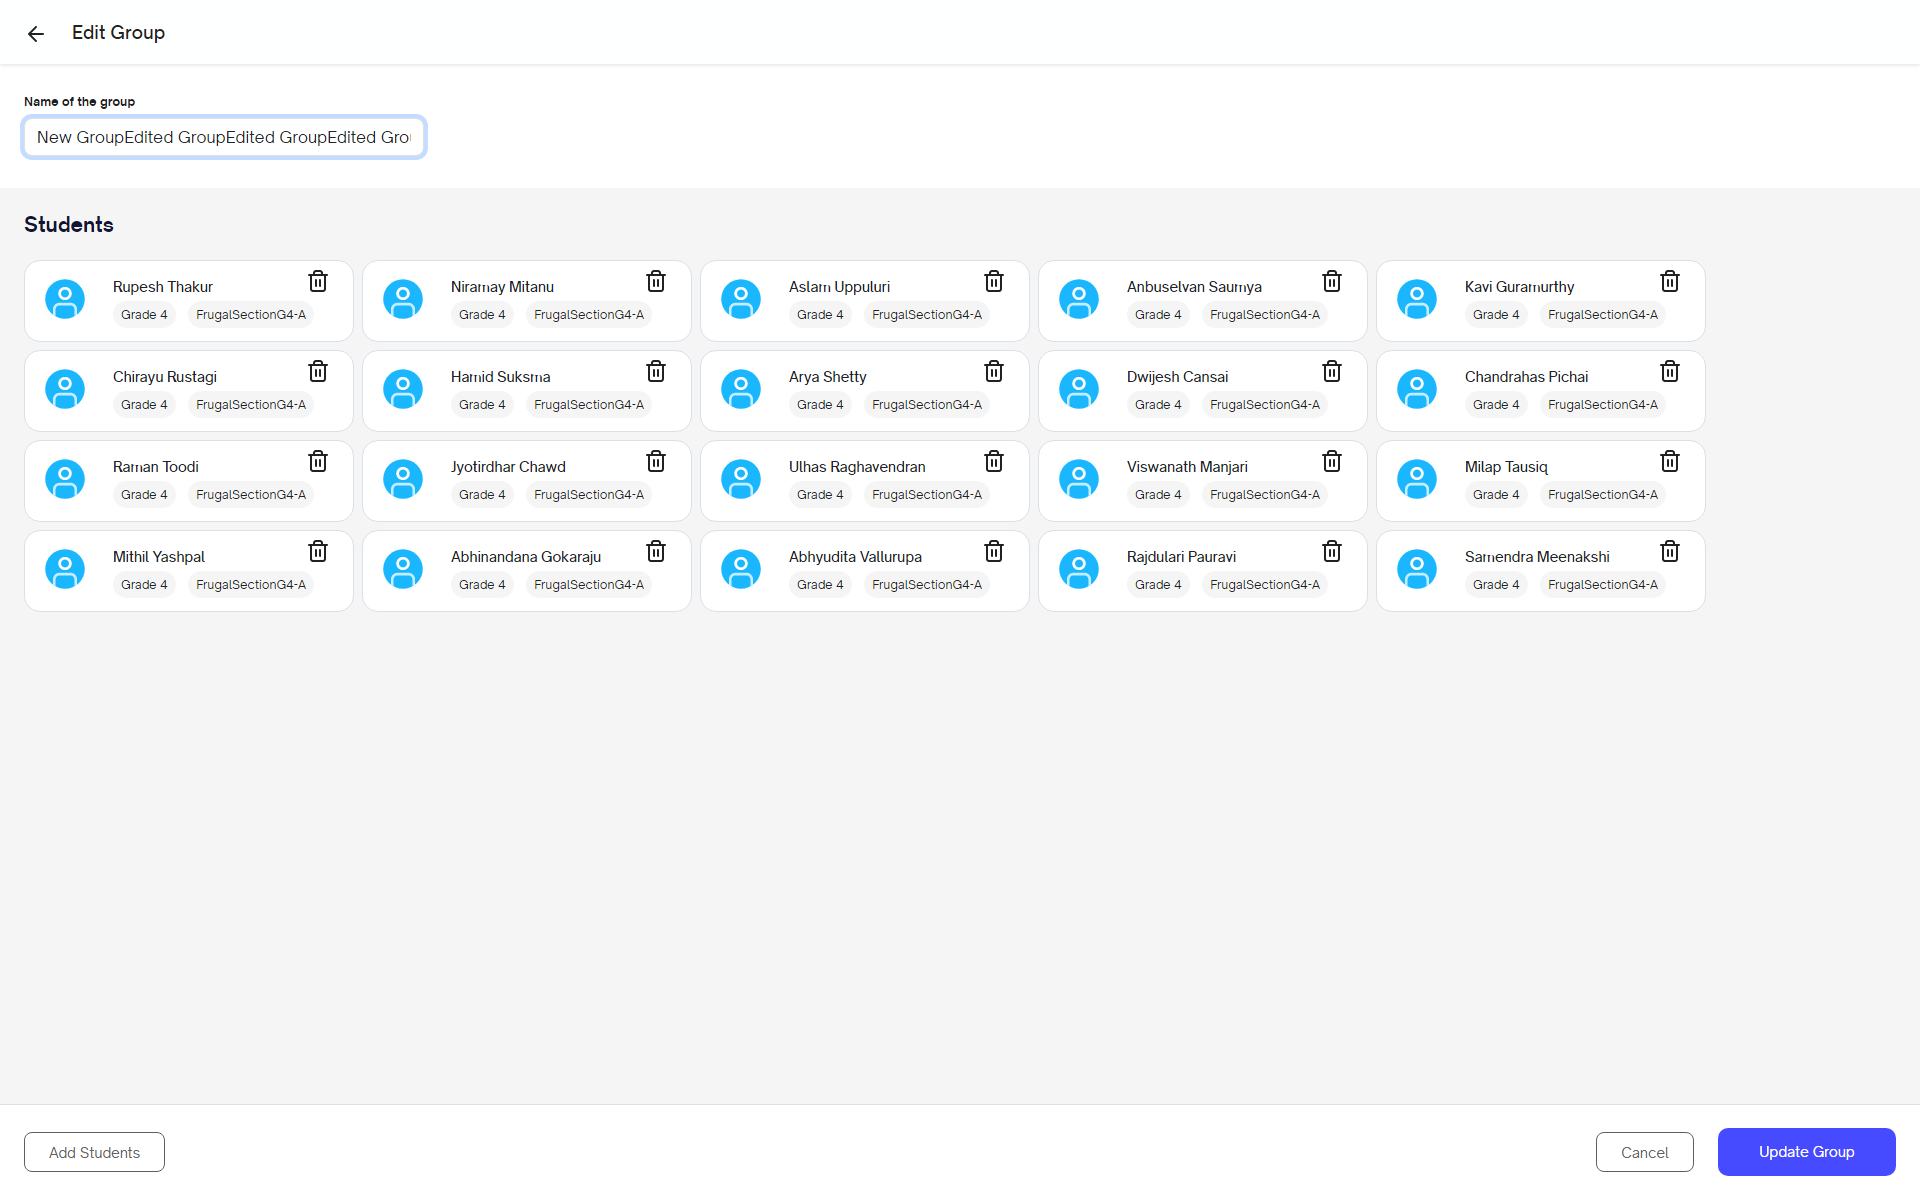 Edit Group
Name of the group
New GroupEdited GroupEdited GroupEdited Gro
Students
Rupesh Thakur
Grade 4 FrugalSectionG4-A
Niramay Mitanu
Grade 4 FrugalSectionG4-A
Aslam Uppuluri
Grade 4 FrugalSectionG4-A
Anbuselvan Saumya
Grade 4 FrugalSectionG4-A
Kavi Guramurthy
Grade 4 FrugalSectionG4-A
Chirayu Rustagi
Grade 4 FrugalSectionG4-A
Hamid Suksma
Grade 4 FrugalSectionG4-A
Arya Shetty
Grade 4 FrugalSectionG4-A
Dwijesh Cansai
Grade 4 FrugalSectionG4-A
Chandrahas Pichai
Grade 4 FrugalSectionG4-A
Raman Toodi
Grade 4 FrugalSectionG4-A
Jyotirdhar Chawd
Grade 4 FrugalSectionG4-A
Ulhas Raghavendran
Grade 4 FrugalSectionG4-A
Viswanath Manjari
Grade 4 FrugalSectionG4-A
Milap Tausiq
Grade 4 FrugalSectionG4-A
Mithil Yashpal
Grade 4 FrugalSectionG4-A
Abhinandana Gokaraju
Grade 4 FrugalSectionG4-A
Abhyudita Vallurupa
Grade 4 FrugalSectionG4-A
Rajdulari Pauravi
Grade 4 FrugalSectionG4-A
Samendra Meenakshi
Grade 4 FrugalSectionG4-A
Add Students
Cancel
Update Group